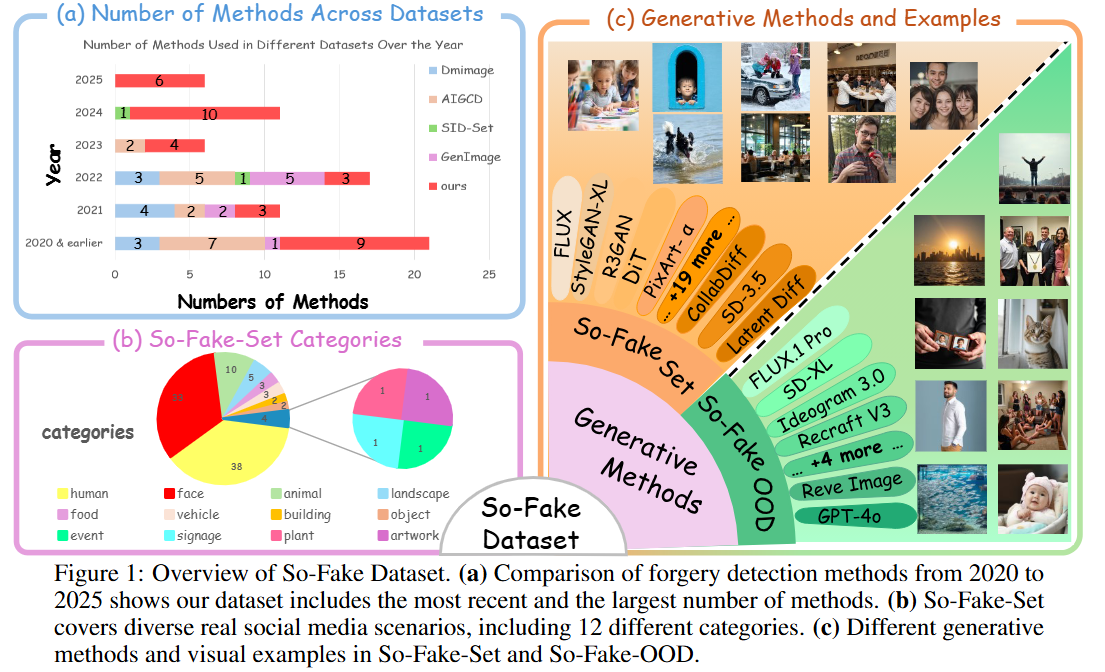 (a) Number of Methods Across Datasets
Number of Methods Used in Different Datasets Over the Year
Year
2025
6
2024
1 10
2023
2 4
2022
3 5 1 5 3
2021
4 2 2 3
2020 & earlier
3 7 1 9
0 5 10 15 20 25
Numbers of Methods
Dmimage
AIGCD
SID-Set
GenImage
ours
(b) So-Fake-Set Categories
categories
33
10
5
3
3
2
2
4
38
1
1
1
1
human face animal landscape
food vehicle building object
event signage plant artwork
So-Fake
Dataset
(c) Generative Methods and Examples
FLUX
StyleGAN-XL
R3GAN
DiT
PixArt- α
... +19 more ...
CollabDiff
SD-3.5
Latent Diff
So-Fake Set
Generative
Methods
So-Fake OOD
FLUX.1 Pro
SD-XL
Ideogram 3.0
Recraft V3
... +4 more ...
Reve Image
GPT-4o
Figure 1: Overview of So-Fake Dataset. (a) Comparison of forgery detection methods from 2020 to
2025 shows our dataset includes the most recent and the largest number of methods. (b) So-Fake-Set
covers diverse real social media scenarios, including 12 different categories. (c) Different generative
methods and visual examples in So-Fake-Set and So-Fake-OOD.